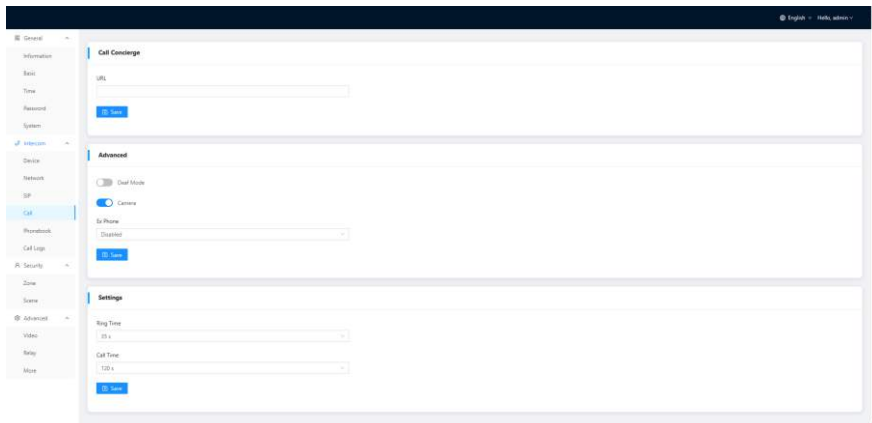 English Hello, admin
General
Information
Basic
Time
Password
System
Intercom
Device
Network
SIP
Call
Phonebook
Call Logs
Security
Zone
Scene
Advanced
Video
Relay
More
Call Concierge
URL
Save
Advanced
Deaf Mode
Camera
Sz Phone
Disabled
Save
Settings
Ring Time
35 s
Call Time
120 s
Save